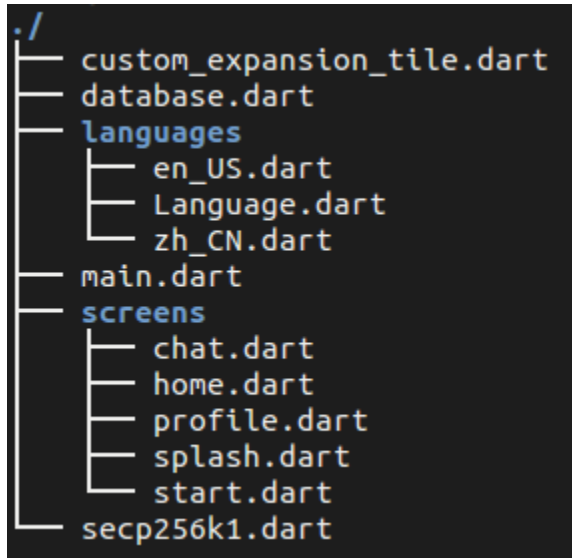 ./
custom_expansion_tile.dart
database.dart
languages
en_US.dart
Language.dart
zh_CN.dart
main.dart
screens
chat.dart
home.dart
profile.dart
splash.dart
start.dart
secp256k1.dart